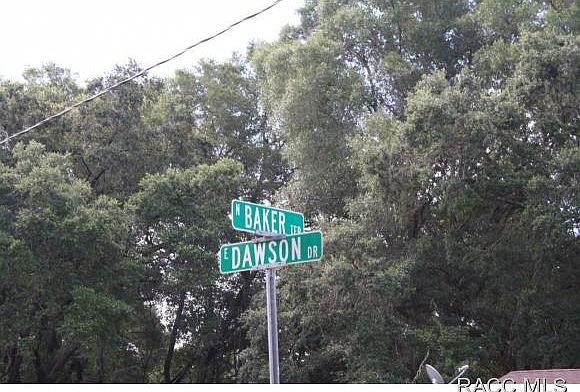 N BAKER TER
E DAWSON DR
RACC MLS